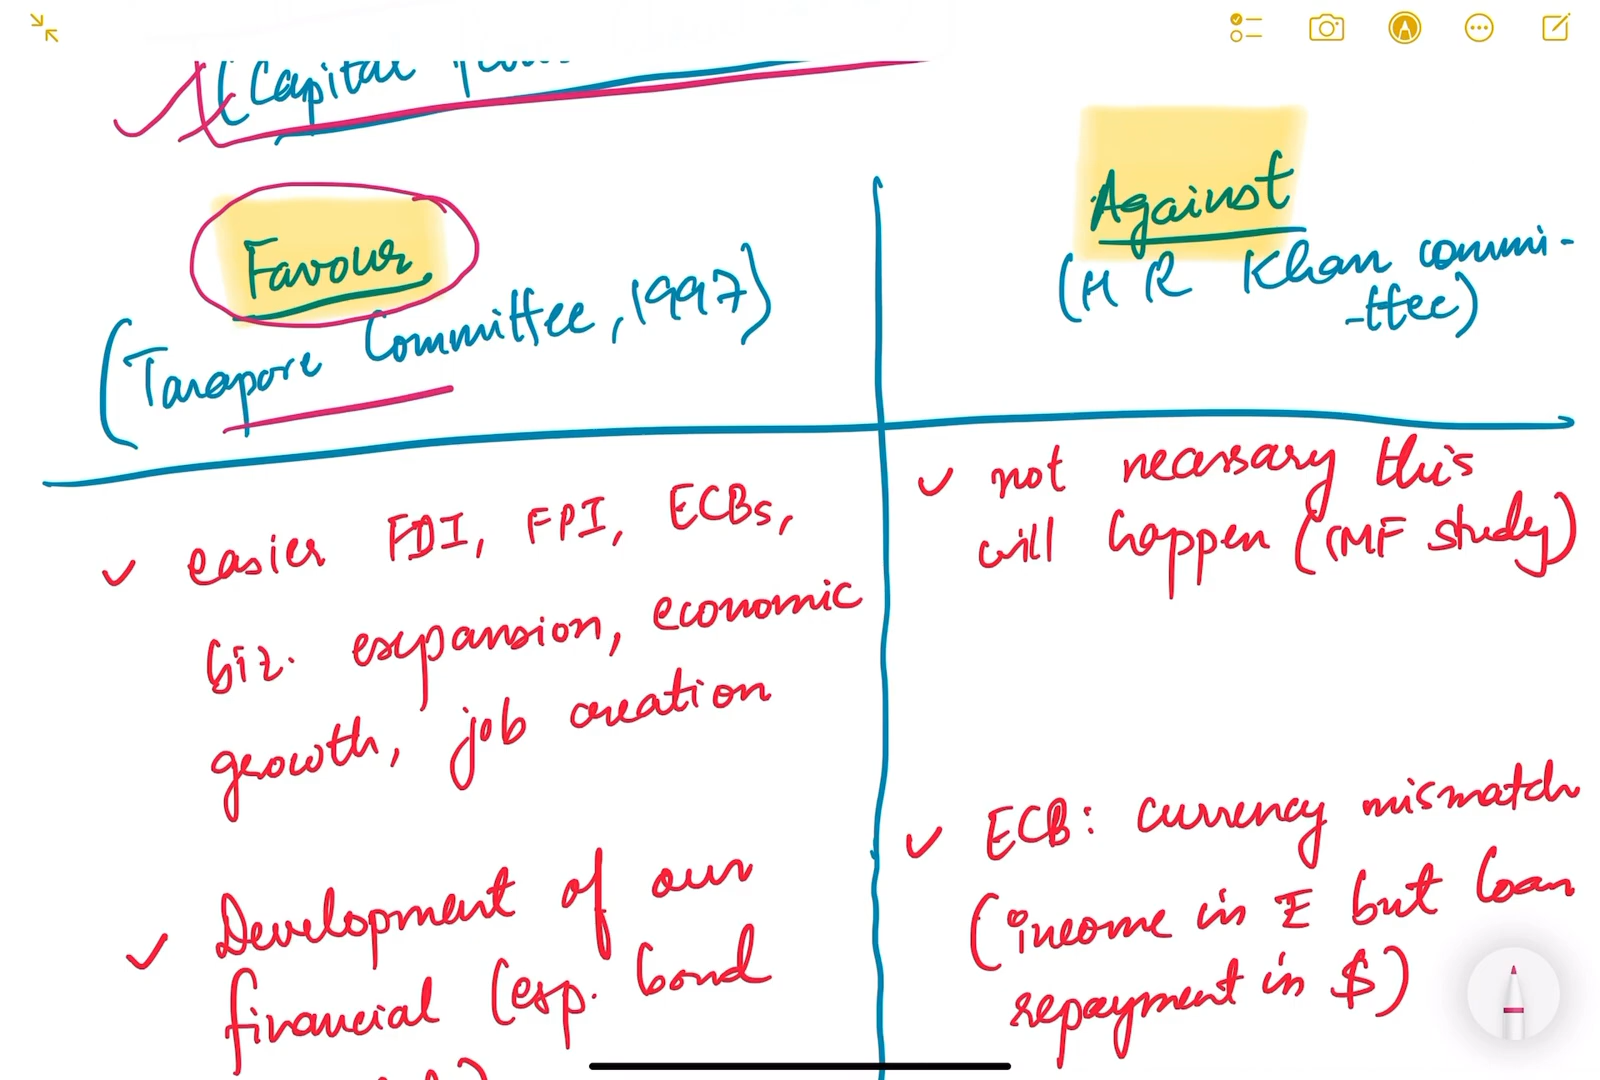 (Capital
Favour
(Tarapore Committee, 1997)
easier FDI, FPI, ECBs,
biz. expansion, economic
growth, job creation
Development of our
financial (esp. bond
Against
(H R Khan commi-
-ttee)
not necessary this
will happen (IMF study)
ECB: currency mismatch
(income in ₹ but loan
repayment in $)